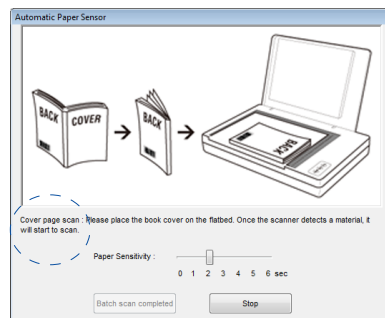 Automatic Paper Sensor
BACK COVER
BACK
BACK
Cover page scan : Please place the book cover on the flatbed. Once the scanner detects a material, it
will start to scan.
Paper Sensitivity :
0 1 2 3 4 5 6 sec
Batch scan completed Stop